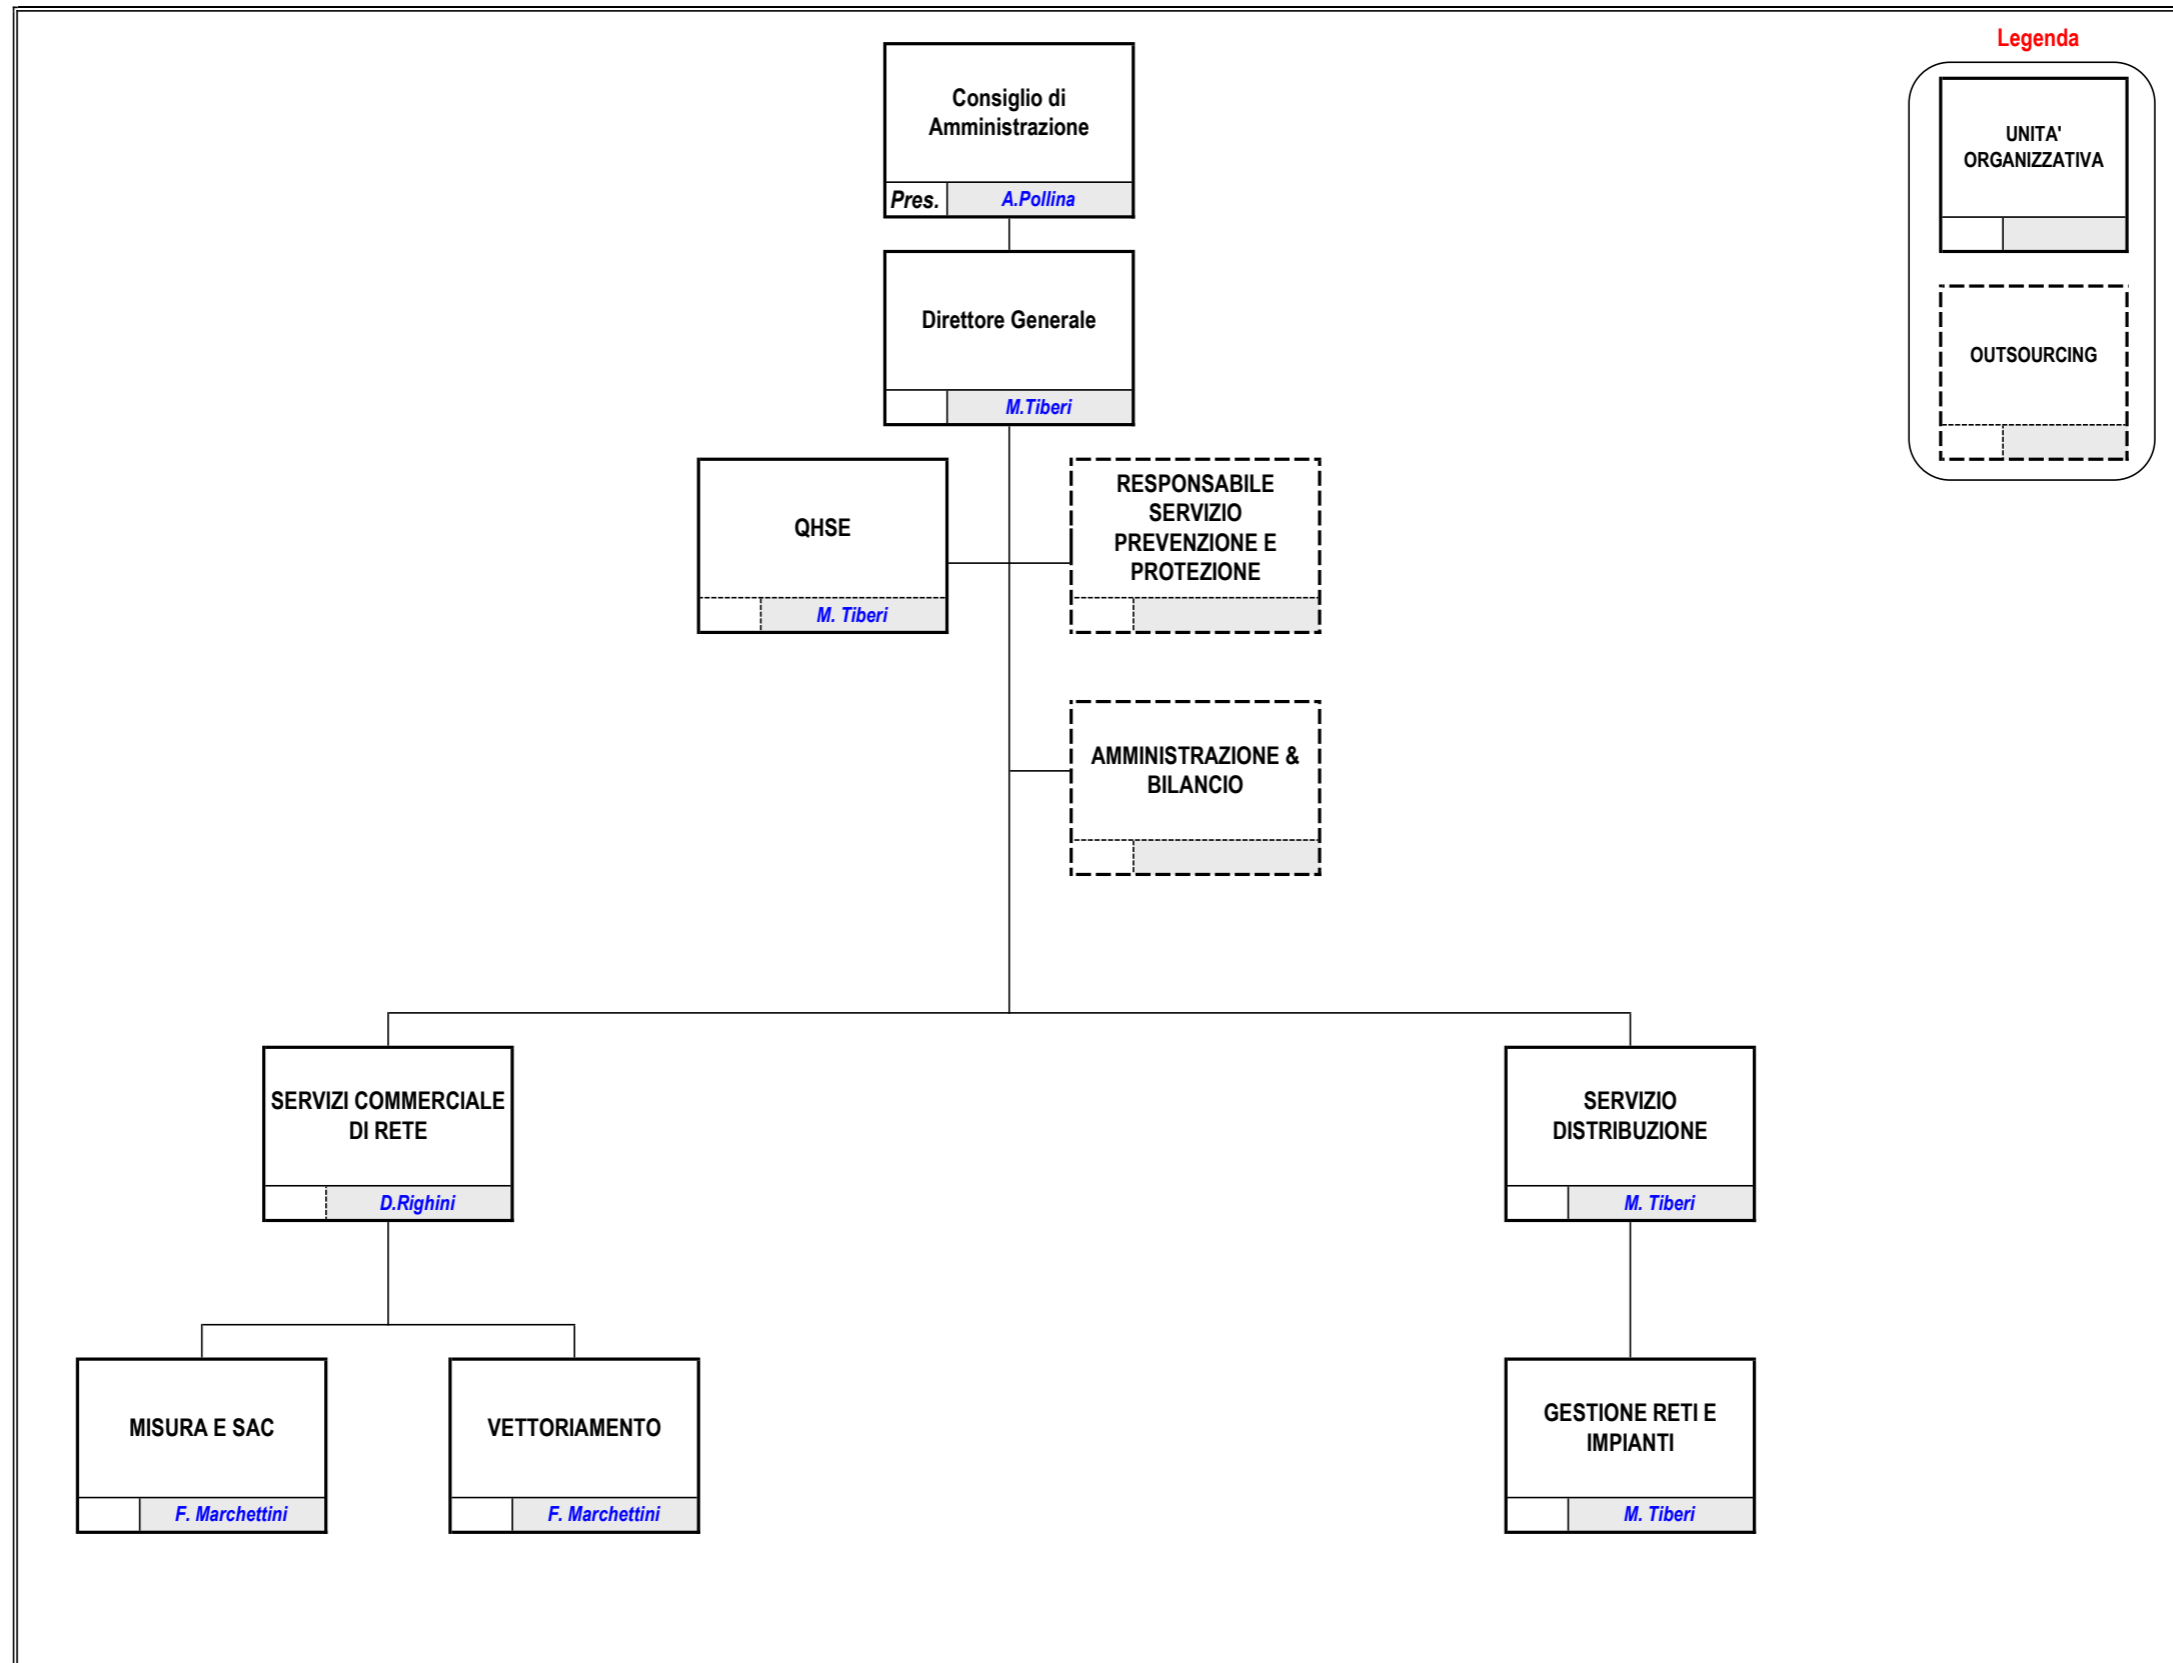 Legenda
Consiglio di
Amministrazione
Pres. A.Pollina
UNITA'
ORGANIZZATIVA
Direttore Generale
M.Tiberi
OUTSOURCING
QHSE
M. Tiberi
RESPONSABILE
SERVIZIO
PREVENZIONE E
PROTEZIONE
AMMINISTRAZIONE &
BILANCIO
SERVIZI COMMERCIALE
DI RETE
D.Righini
SERVIZIO
DISTRIBUZIONE
M. Tiberi
MISURA E SAC
F. Marchettini
VETTORIAMENTO
F. Marchettini
GESTIONE RETI E
IMPIANTI
M. Tiberi